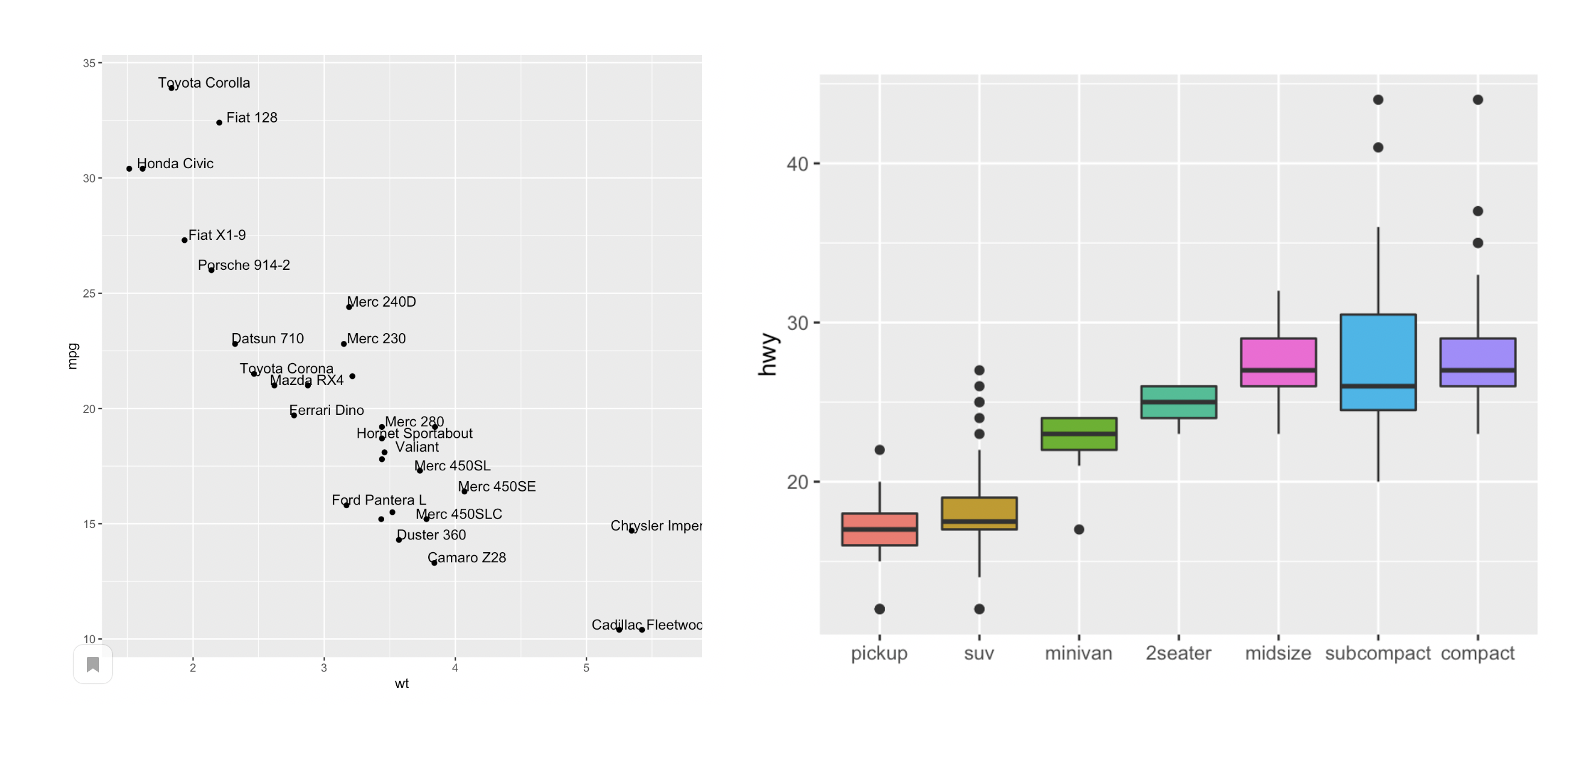 35
Toyota Corolla
Fiat 128
Honda Civic
30
Fiat X1-9
Porsche 914-2
25
Merc 240D
Datsun 710
Merc 230
mpg
Toyota Corona
Mazda RX4
20
Ferrari Dino
Merc 280
Hornet Sportabout
Valiant
Merc 450SL
Merc 450SE
Ford Pantera L
Merc 450SLC
15
Chrysler Imper
Duster 360
Camaro Z28
Cadillac Fleetwoo
10
2 3 4 5
wt
40
30
hwy
20
pickup suv minivan 2seater midsize subcompact compact